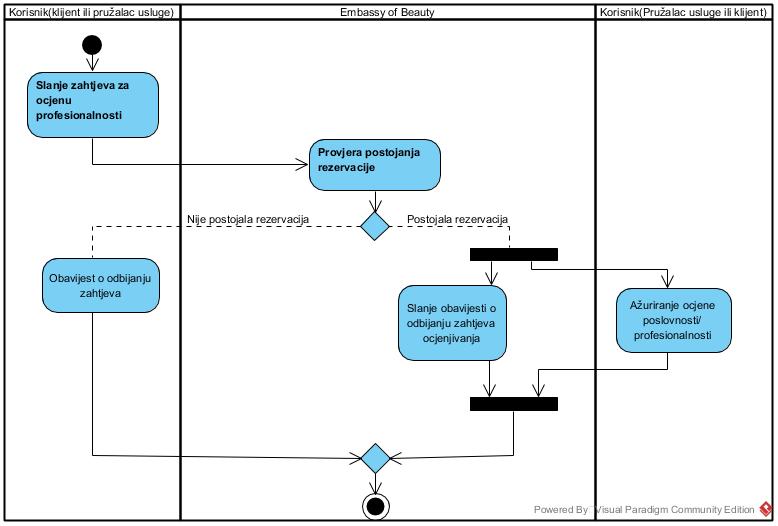 Korisnik(klijent ili pružalac usluge)
Embassy of Beauty
Korisnik(Pružalac usluge ili klijent)
Slanje zahtjeva za
ocjenu
profesionalnosti
Provjera postojanja
rezervacije
Nije postojala rezervacija
Postojala rezervacija
Obavijest o odbijanju
zahtjeva
Slanje obavijesti o
odbijanju zahtjeva
ocjenjivanja
Ažuriranje ocjene
poslovnosti/
profesionalnosti
Powered By Visual Paradigm Community Edition